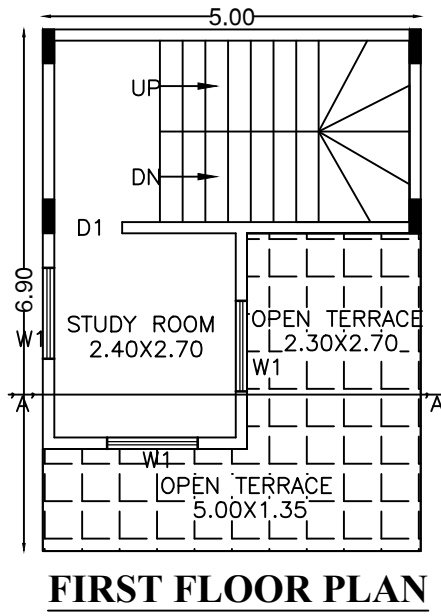 5.00
UP
DN
D1
6.90
STUDY ROOM
2.40X2.70
OPEN TERRACE
2.30X2.70
W1
W1
'A'
'A
W1
OPEN TERRACE
5.00X1.35
FIRST FLOOR PLAN